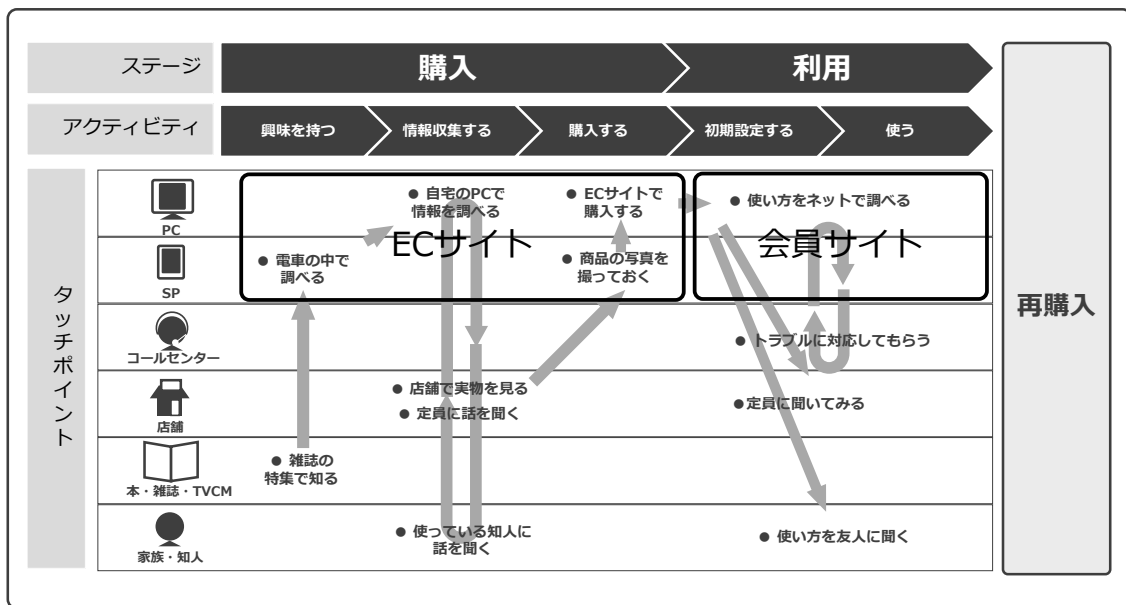 ステージ
購入
利用
アクティビティ
興味を持つ
情報収集する
購入する
初期設定する
使う
再購入
タッチポイント
PC
● 自宅のPCで
情報を調べる
● ECサイトで
購入する
● 使い方をネットで調べる
ECサイト
会員サイト
SP
● 電車の中で
調べる
● 商品の写真を
撮っておく
コールセンター
● トラブルに対応してもらう
店舗
● 店舗で実物を見る
● 定員に話を聞く
●定員に聞いてみる
本・雑誌・TVCM
● 雑誌の
特集で知る
家族・知人
● 使っている知人に
話を聞く
● 使い方を友人に聞く